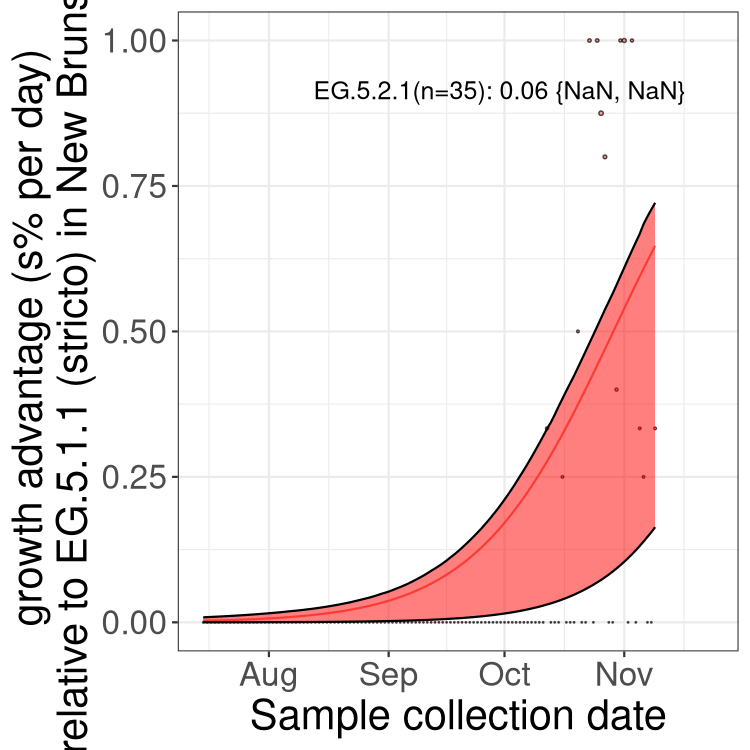 growth advantage (s% per day)
relative to EG.5.1.1 (stricto) in New Bruns
1.00
0.75
0.50
0.25
0.00
EG.5.2.1(n=35): 0.06 {NaN, NaN}
Aug Sep Oct Nov
Sample collection date